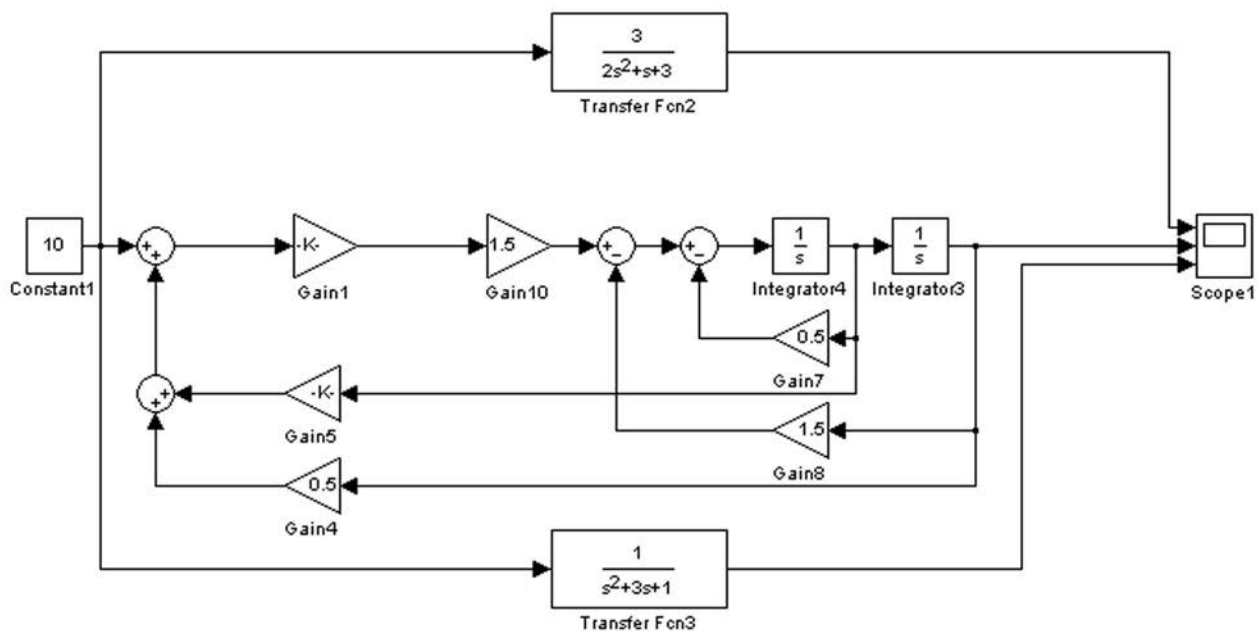 3
2s²+s+3
Transfer Fcn2
10
Constant1
+
+
-K-
Gain1
1.5
Gain10
+
−
+
−
1
s
Integrator4
1
s
Integrator3
Scope1
0.5
Gain7
+
+
-K-
Gain5
1.5
Gain8
0.5
Gain4
1
s²+3s+1
Transfer Fcn3